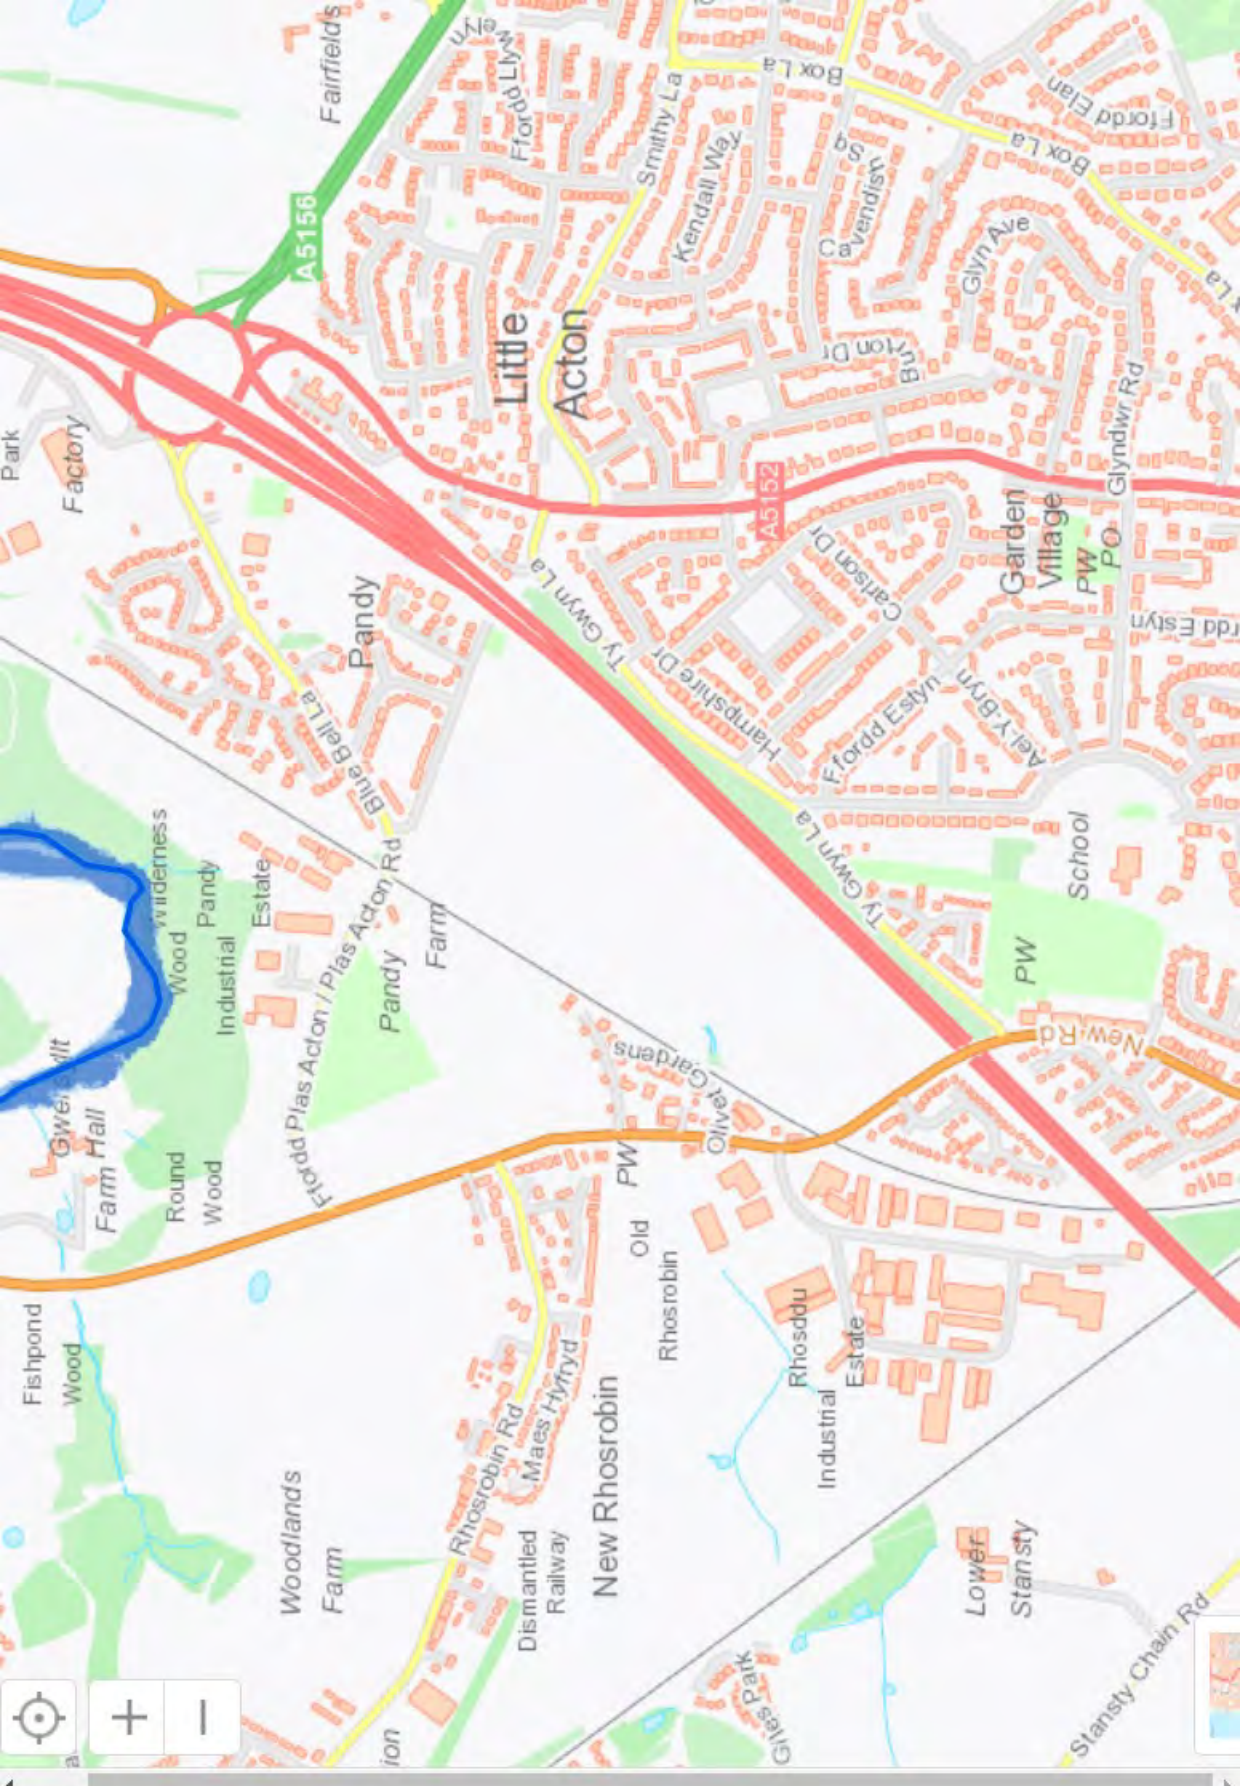 Fairfields
Ffordd Llywelyn
Smithy La
Box La
Box La
Box La
Ffordd Elan
Kendall Way
Cavendish
Sq
Glyn Ave
A5156
Little
Acton
Burton Dr
Glyndwr Rd
Park
Factory
A5152
Garden
Village
PW
PO
Carlson Dr
Ty Gwyn La
Pandy
Hampshire Dr
Ffordd Estyn
Ael-Y-Bryn
Blue Bell La
Ty Gwyn La
School
PW
New Rd
Wilderness
Wood
Pandy
Industrial
Estate
Ffordd Plas Acton / Plas Acton Rd
Pandy
Farm
Gwersyllt
Hall
Farm
Round
Wood
Olivet Gardens
PW
Old
Rhosrobin
Fishpond
Wood
Rhosddu
Industrial
Estate
Maes Hyfryd
Rhosrobin Rd
New Rhosrobin
Woodlands
Farm
Dismantled
Railway
Lower
Stansty
Stansty Chain Rd
Giles Park